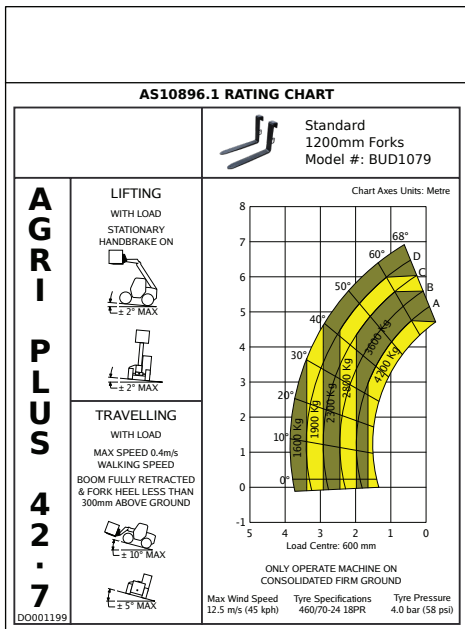 AS10896.1 RATING CHART
Standard
1200mm Forks
Model #: BUD1079
AGRI PLUS 42.7
DO001199
LIFTING
WITH LOAD
STATIONARY
HANDBRAKE ON
± 2° MAX
± 2° MAX
TRAVELLING
WITH LOAD
MAX SPEED 0.4m/s
WALKING SPEED
BOOM FULLY RETRACTED
& FORK HEEL LESS THAN
300mm ABOVE GROUND
± 10° MAX
± 5° MAX
Chart Axes Units: Metre
8
7
6
5
4
3
2
1
0
-1
68°
60°
50°
40°
30°
20°
10°
0°
D
C
B
A
1600 Kg
1900 Kg
2300 Kg
2800 Kg
3600 Kg
4200 Kg
5 4 3 2 1 0
Load Centre: 600 mm
ONLY OPERATE MACHINE ON
CONSOLIDATED FIRM GROUND
Max Wind Speed
12.5 m/s (45 kph)
Tyre Specifications
460/70-24 18PR
Tyre Pressure
4.0 bar (58 psi)